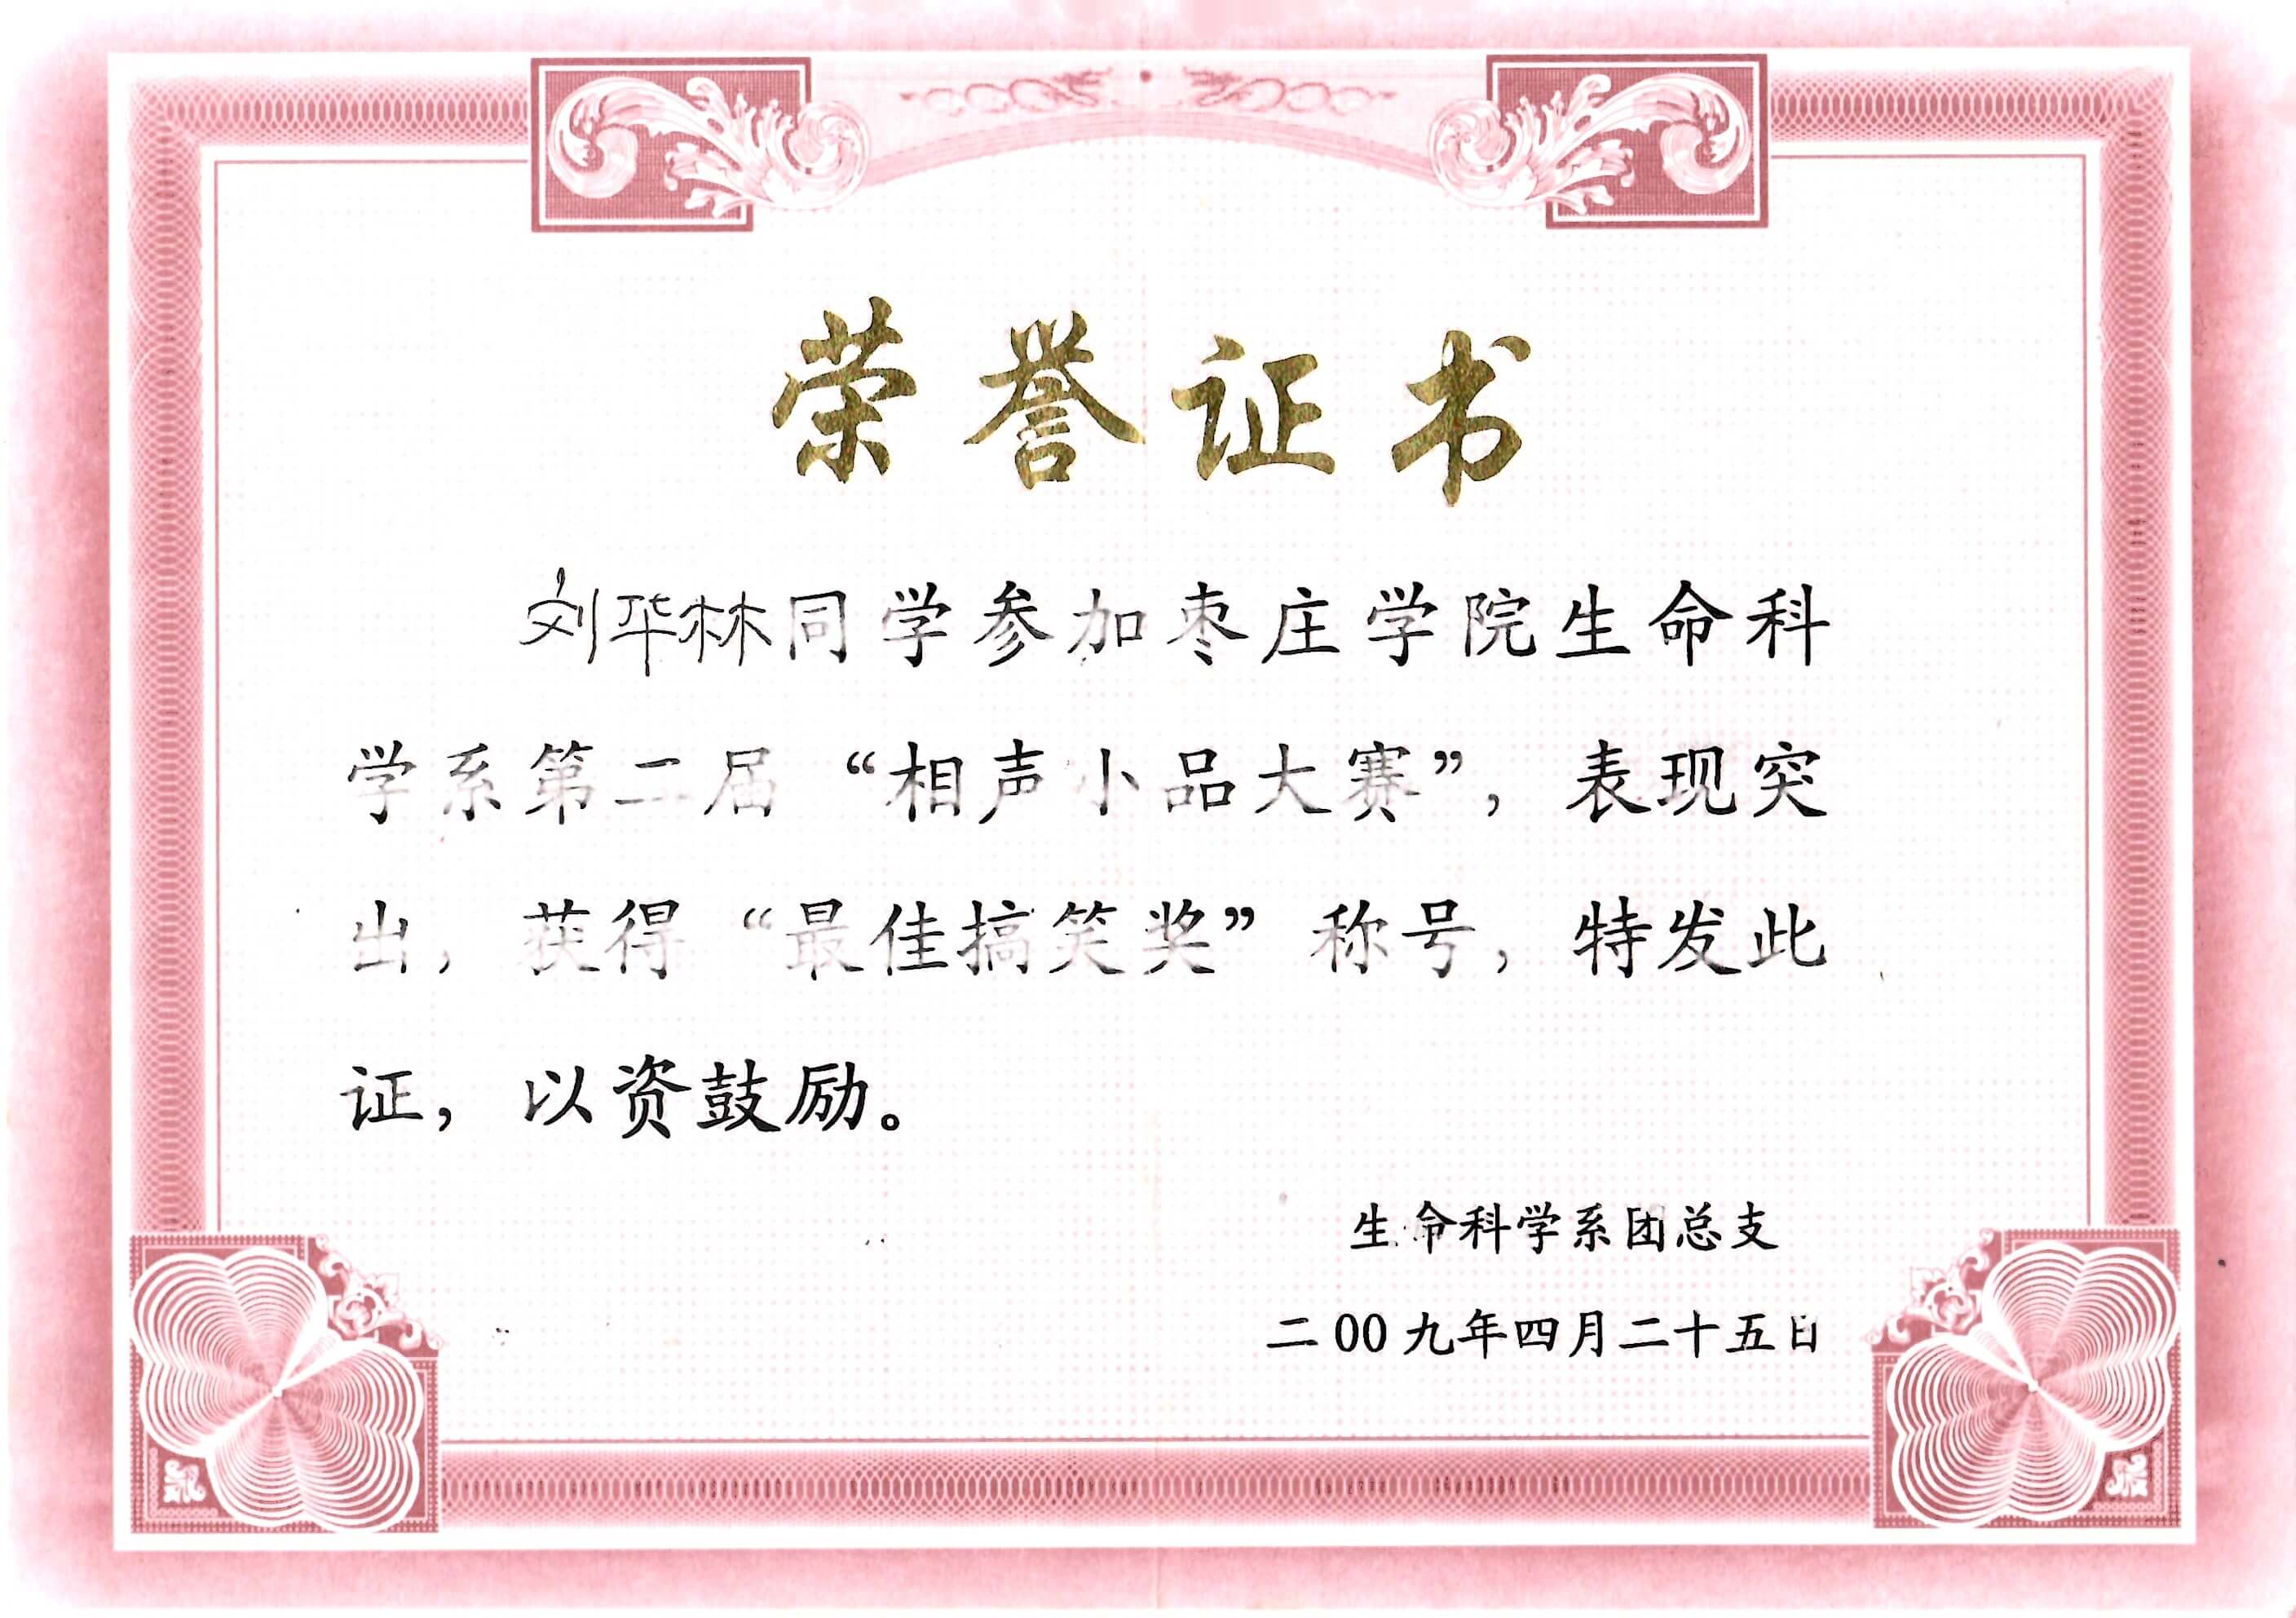 荣誉证书
刘华林同学参加枣庄学院生命科
学系第二届“相声小品大赛”，表现突
出，获得“最佳搞笑奖”称号，特发此
证，以资鼓励。
生命科学系团总支
二00九年四月二十五日